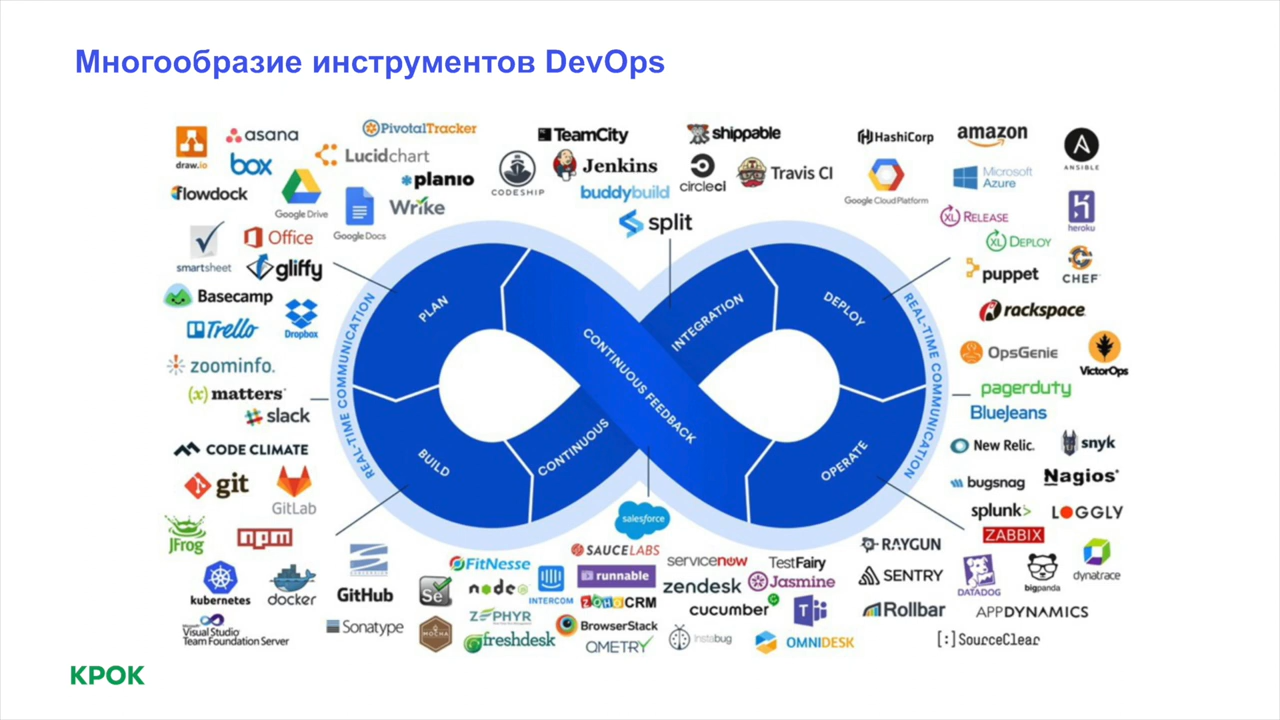 Многообразие инструментов DevOps
draw.io
asana
PivotalTracker
box
Lucidchart
flowdock
Google Drive
planio
Google Docs
Wrike
smartsheet
Office
gliffy
Basecamp
Trello
Dropbox
zoominfo.
(x)matters
slack
CODE CLIMATE
git
GitLab
JFrog
npm
kubernetes
docker
GitHub
Microsoft
Visual Studio
Team Foundation Server
Sonatype
TeamCity
shippable
CODESHIP
Jenkins
circleci
Travis CI
buddybuild
split
HashiCorp
amazon
ANSIBLE
Google Cloud Platform
Microsoft
Azure
XL RELEASE
heroku
XL DEPLOY
puppet
CHEF
rackspace
OpsGenie
VictorOps
pagerduty
BlueJeans
New Relic.
snyk
bugsnag
Nagios
splunk>
LOGGLY
ZABBIX
RAYGUN
SENTRY
DATADOG
bigpanda
dynatrace
Rollbar
APPDYNAMICS
[:]SourceClear
REAL-TIME COMMUNICATION
PLAN
BUILD
CONTINUOUS
INTEGRATION
CONTINUOUS FEEDBACK
DEPLOY
OPERATE
REAL-TIME COMMUNICATION
salesforce
FitNesse
SAUCELABS
servicenow
TestFairy
Se
node
INTERCOM
runnable
zendesk
Jasmine
ZOHO CRM
ZEPHYR
cucumber
MOCHA
freshdesk
BrowserStack
QMETRY
instabug
OMNIDESK
КРОК